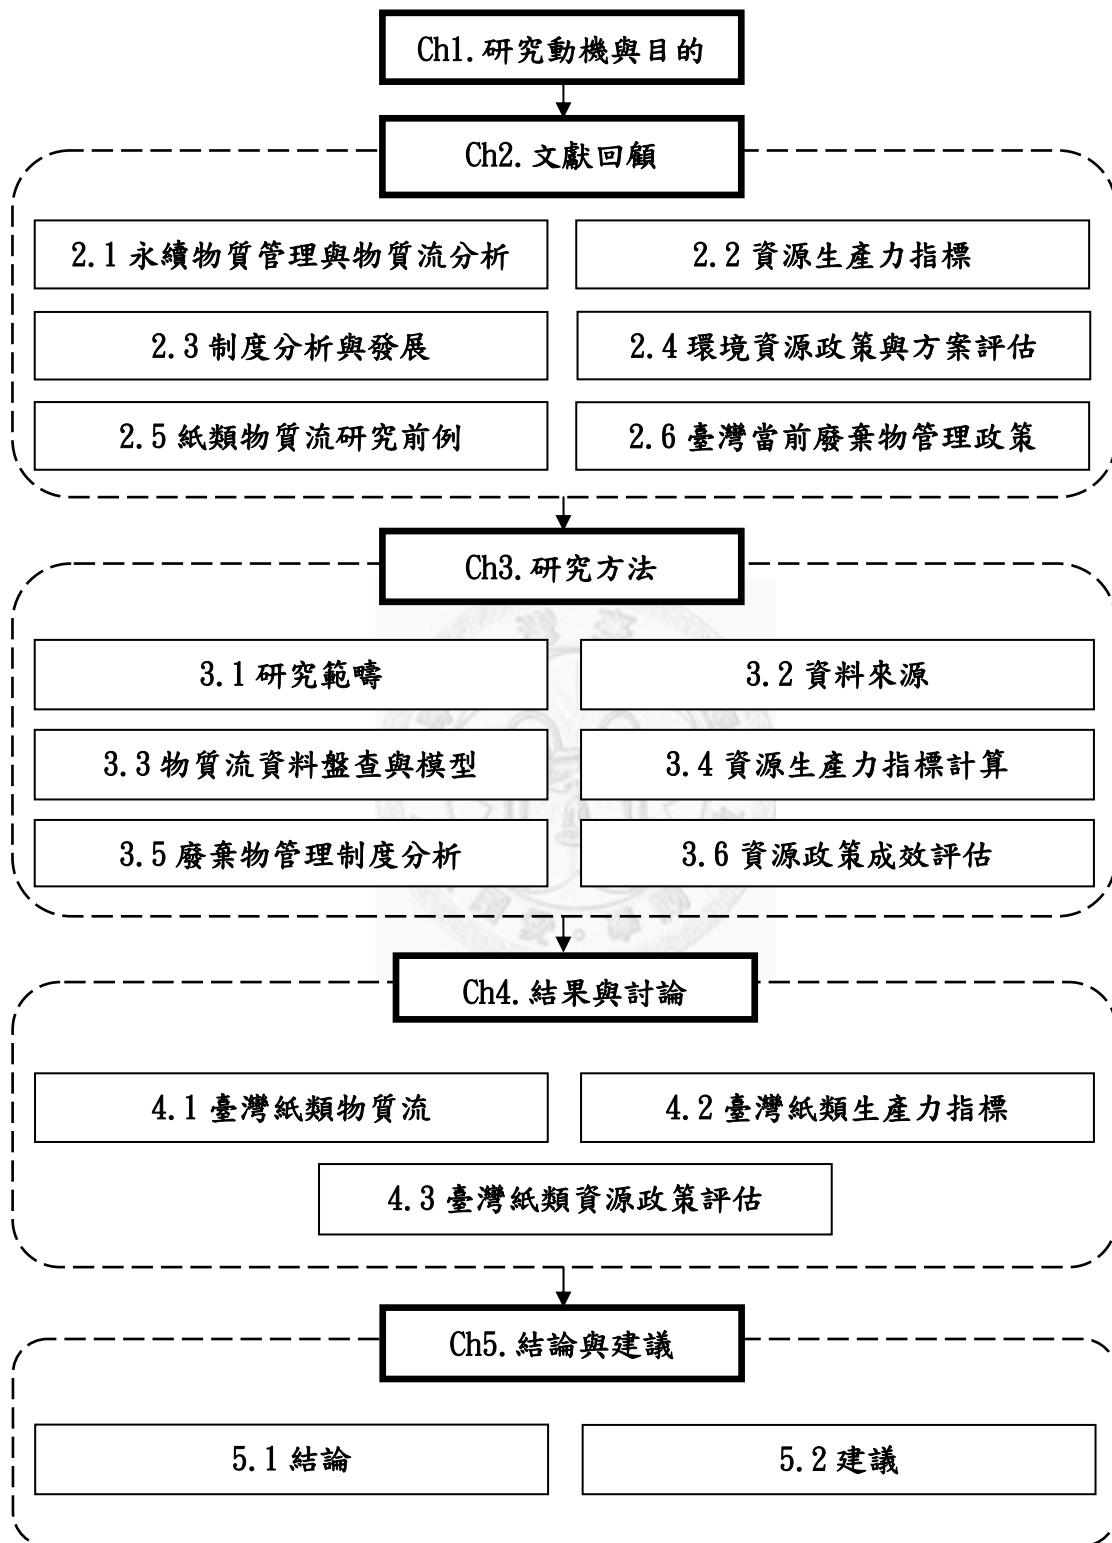 Ch1.研究動機與目的
Ch2.文獻回顧
2.1 永續物質管理與物質流分析
2.2 資源生產力指標
2.3 制度分析與發展
2.4 環境資源政策與方案評估
2.5 紙類物質流研究前例
2.6 臺灣當前廢棄物管理政策
Ch3.研究方法
3.1 研究範疇
3.2 資料來源
3.3 物質流資料盤查與模型
3.4 資源生產力指標計算
3.5 廢棄物管理制度分析
3.6 資源政策成效評估
Ch4.結果與討論
4.1 臺灣紙類物質流
4.2 臺灣紙類生產力指標
4.3 臺灣紙類資源政策評估
Ch5.結論與建議
5.1 結論
5.2 建議